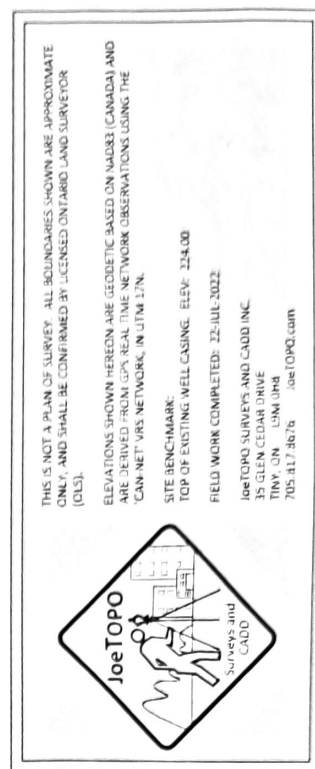 THIS IS NOT A PLAN OF SURVEY. ALL BOUNDARIES SHOWN ARE APPROXIMATE
ONLY, AND SHALL BE CONFIRMED BY LICENSED ONTARIO LAND SURVEYOR
(OLS).
ELEVATIONS SHOWN HEREON ARE GEODETIC BASED ON NAD83 (CANADA) AND
ARE DERIVED FROM GPS REAL TIME NETWORK OBSERVATIONS USING THE
'CAN-NET' VRS NETWORK, IN UTM 17N.
SITE BENCHMARK:
TOP OF EXISTING WELL CASING. ELEV: 224.00
FIELD WORK COMPLETED: 22-JUL-2022
JoeTOPO SURVEYS AND CADD INC.
35 GLEN CEDAR DRIVE
TINY, ON L9M 0H8
705.417.8676 JoeTOPO.com
JoeTOPO
Surveys and
CADD